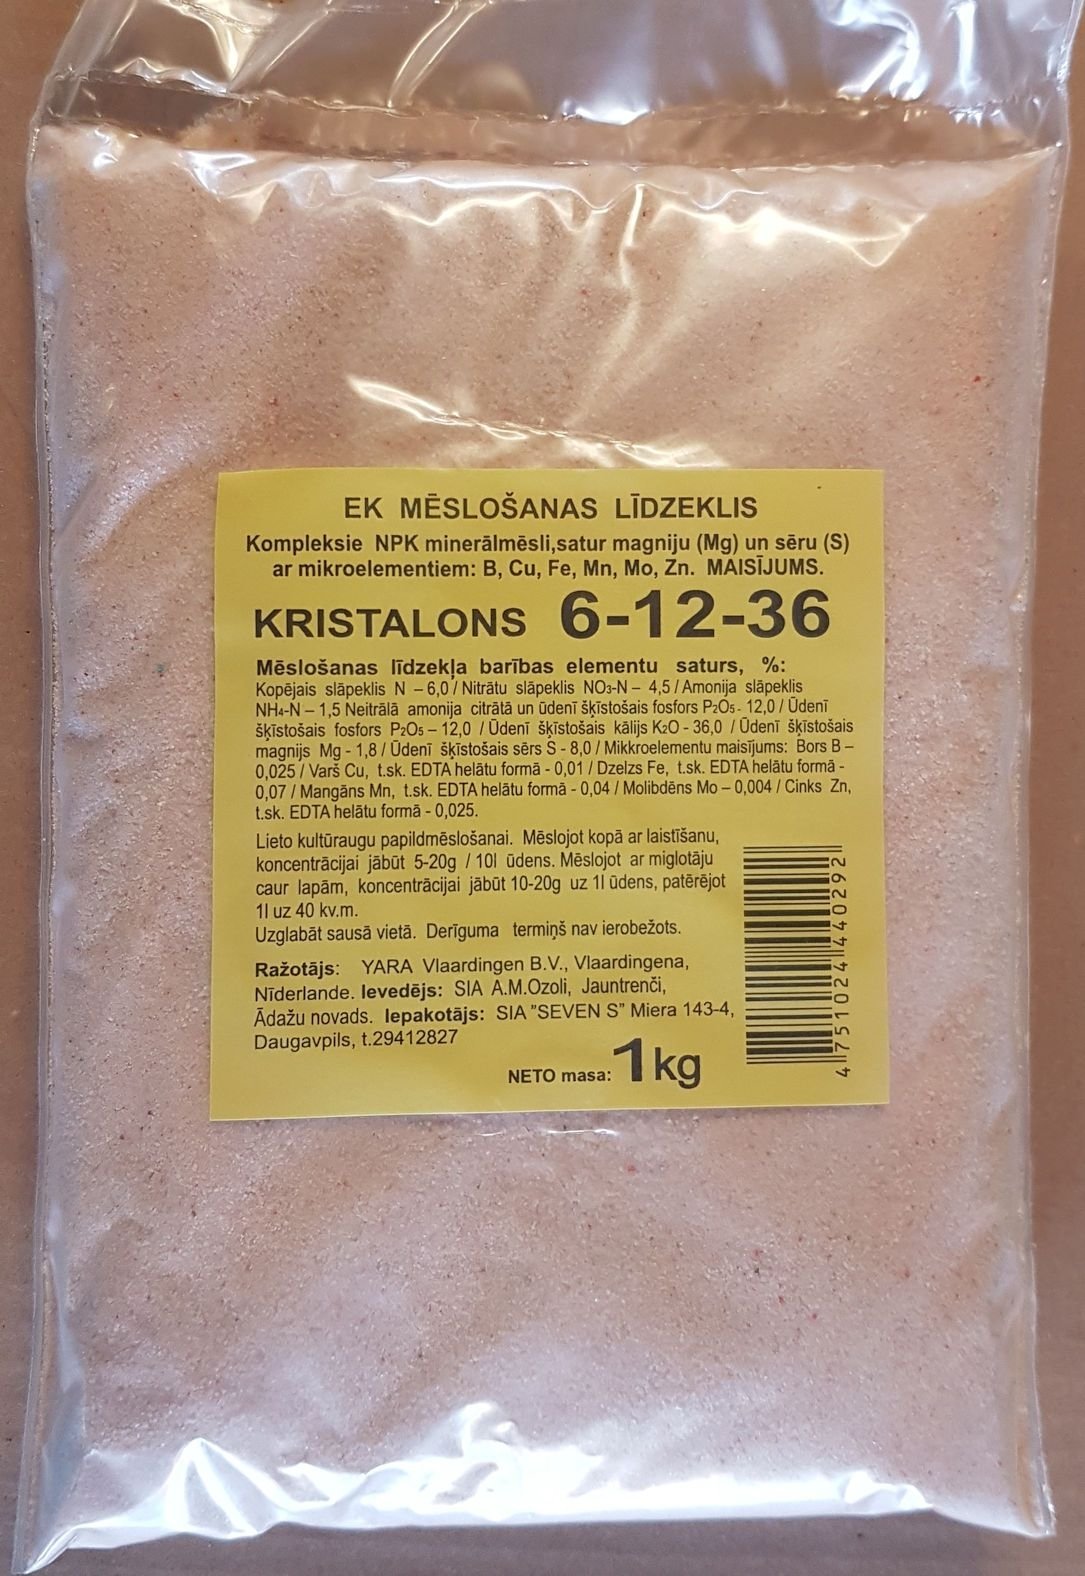 EK MĒSLOŠANAS LĪDZEKLIS
Kompleksie NPK minerālmēsli,satur magniju (Mg) un sēru (S)
ar mikroelementiem: B, Cu, Fe, Mn, Mo, Zn. MAISĪJUMS.
KRISTALONS 6-12-36
Mēslošanas līdzekļa barības elementu saturs, %:
Kopējais slāpeklis N – 6,0 / Nitrātu slāpeklis NO₃-N – 4,5 / Amonija slāpeklis
NH₄-N – 1,5 Neitrālā amonija citrātā un ūdenī šķīstošais fosfors P₂O₅- 12,0 / Ūdenī
šķīstošais fosfors P₂O₅ – 12,0 / Ūdenī šķīstošais kālijs K₂O - 36,0 / Ūdenī šķīstošais
magnijs Mg - 1,8 / Ūdenī šķīstošais sērs S - 8,0 / Mikkroelementu maisījums: Bors B –
0,025 / Varš Cu, t.sk. EDTA helātu formā - 0,01 / Dzelzs Fe, t.sk. EDTA helātu formā -
0,07 / Mangāns Mn, t.sk. EDTA helātu formā - 0,04 / Molibdēns Mo – 0,004 / Cinks Zn,
t.sk. EDTA helātu formā - 0,025.
Lieto kultūraugu papildmēslošanai. Mēslojot kopā ar laistīšanu,
koncentrācijai jābūt 5-20g / 10l ūdens. Mēslojot ar miglotāju
caur lapām, koncentrācijai jābūt 10-20g uz 1l ūdens, patērējot
1l uz 40 kv.m.
Uzglabāt sausā vietā. Derīguma termiņš nav ierobežots.
Ražotājs: YARA Vlaardingen B.V., Vlaardingena,
Nīderlande. Ievedējs: SIA A.M.Ozoli, Jauntrenči,
Ādažu novads. Iepakotājs: SIA ”SEVEN S” Miera 143-4,
Daugavpils, t.29412827
NETO masa: 1kg
4751024440292